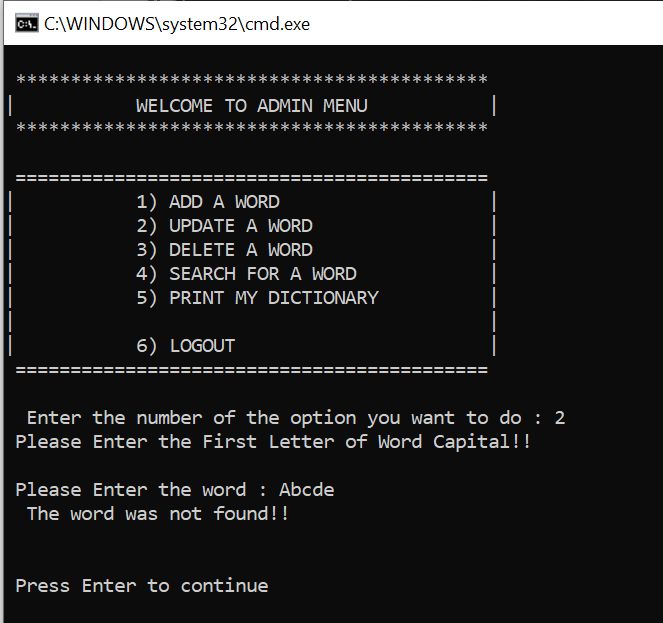 C:\WINDOWS\system32\cmd.exe
*******************************************
| WELCOME TO ADMIN MENU |
*******************************************
===========================================
| 1) ADD A WORD |
| 2) UPDATE A WORD |
| 3) DELETE A WORD |
| 4) SEARCH FOR A WORD |
| 5) PRINT MY DICTIONARY |
| |
| 6) LOGOUT |
===========================================
Enter the number of the option you want to do : 2
Please Enter the First Letter of Word Capital!!
Please Enter the word : Abcde
The word was not found!!
Press Enter to continue